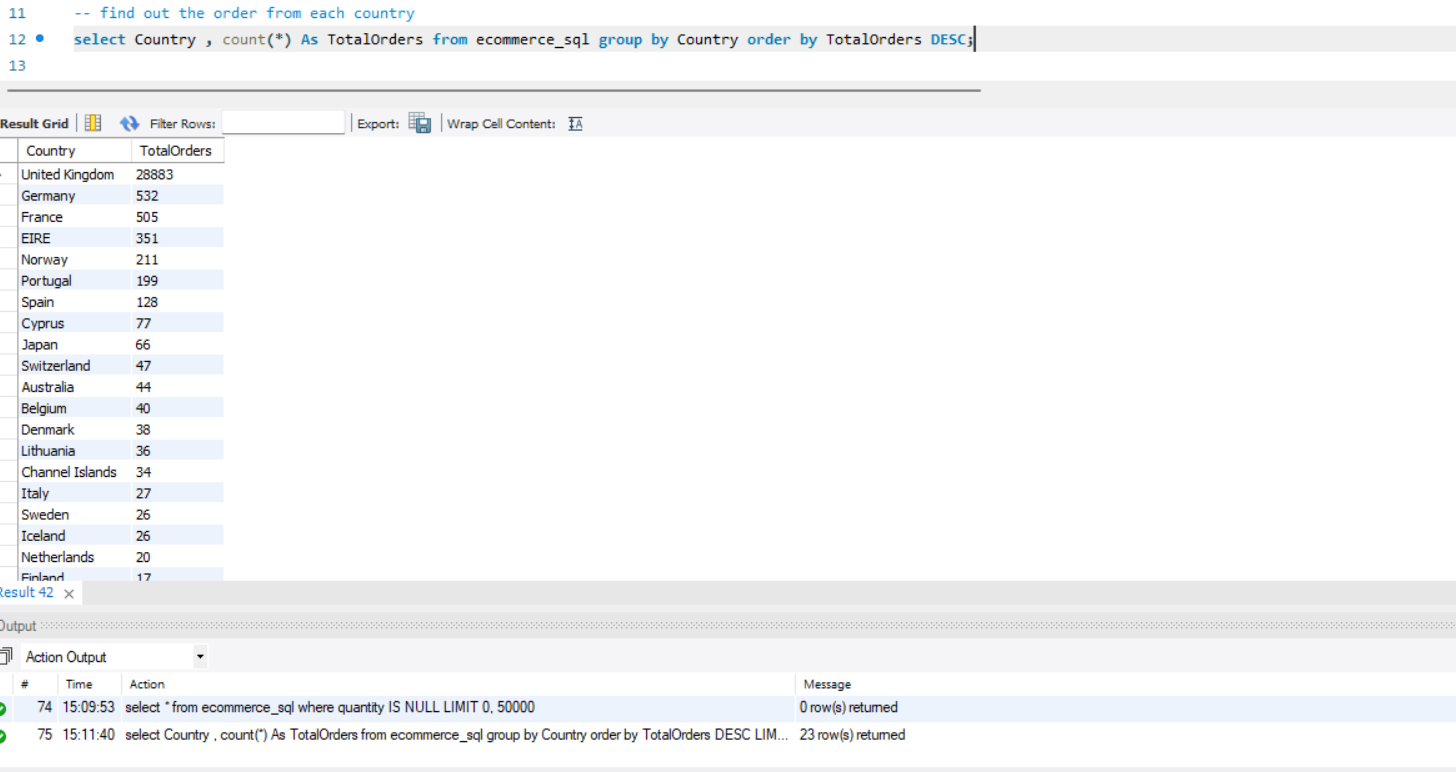 11 -- find out the order from each country
12 select Country , count(*) As TotalOrders from ecommerce_sql group by Country order by TotalOrders DESC;
13
Result Grid Filter Rows: Export: Wrap Cell Content:
Country TotalOrders
United Kingdom 28883
Germany 532
France 505
EIRE 351
Norway 211
Portugal 199
Spain 128
Cyprus 77
Japan 66
Switzerland 47
Australia 44
Belgium 40
Denmark 38
Lithuania 36
Channel Islands 34
Italy 27
Sweden 26
Iceland 26
Netherlands 20
Finland 17
Result 42
Output
Action Output
# Time Action Message
74 15:09:53 select * from ecommerce_sql where quantity IS NULL LIMIT 0, 50000 0 row(s) returned
75 15:11:40 select Country , count(*) As TotalOrders from ecommerce_sql group by Country order by TotalOrders DESC LIM... 23 row(s) returned